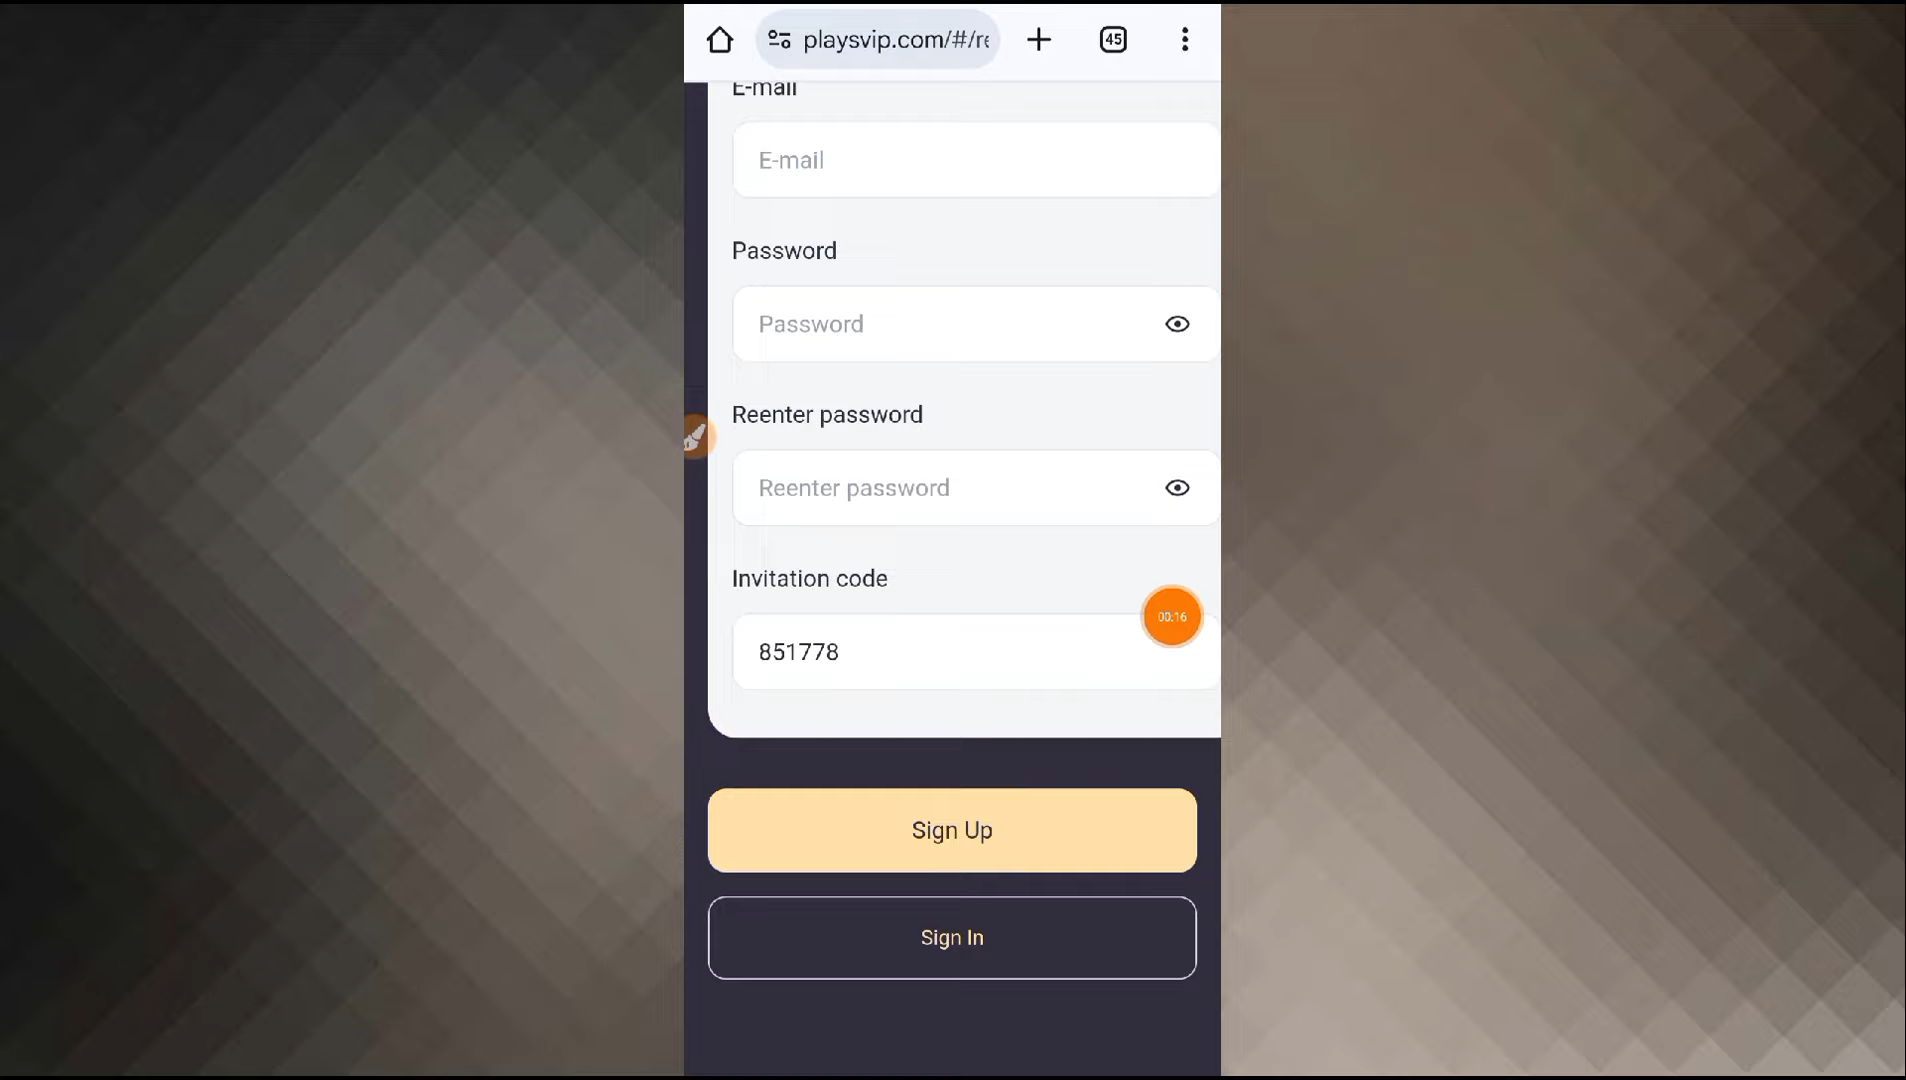 playsvip.com/#/re
45
E-mail
E-mail
Password
Password
Reenter password
Reenter password
Invitation code
00:16
851778
Sign Up
Sign In